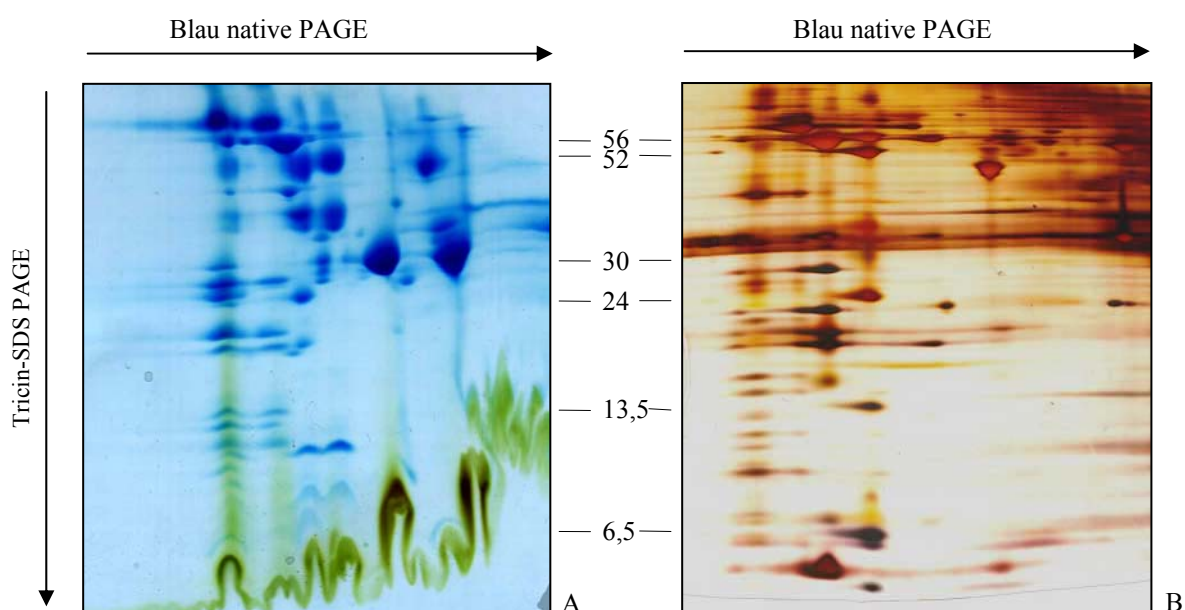 Blau native PAGE
Blau native PAGE
Tricin-SDS PAGE
56
52
30
24
13,5
6,5
A
B